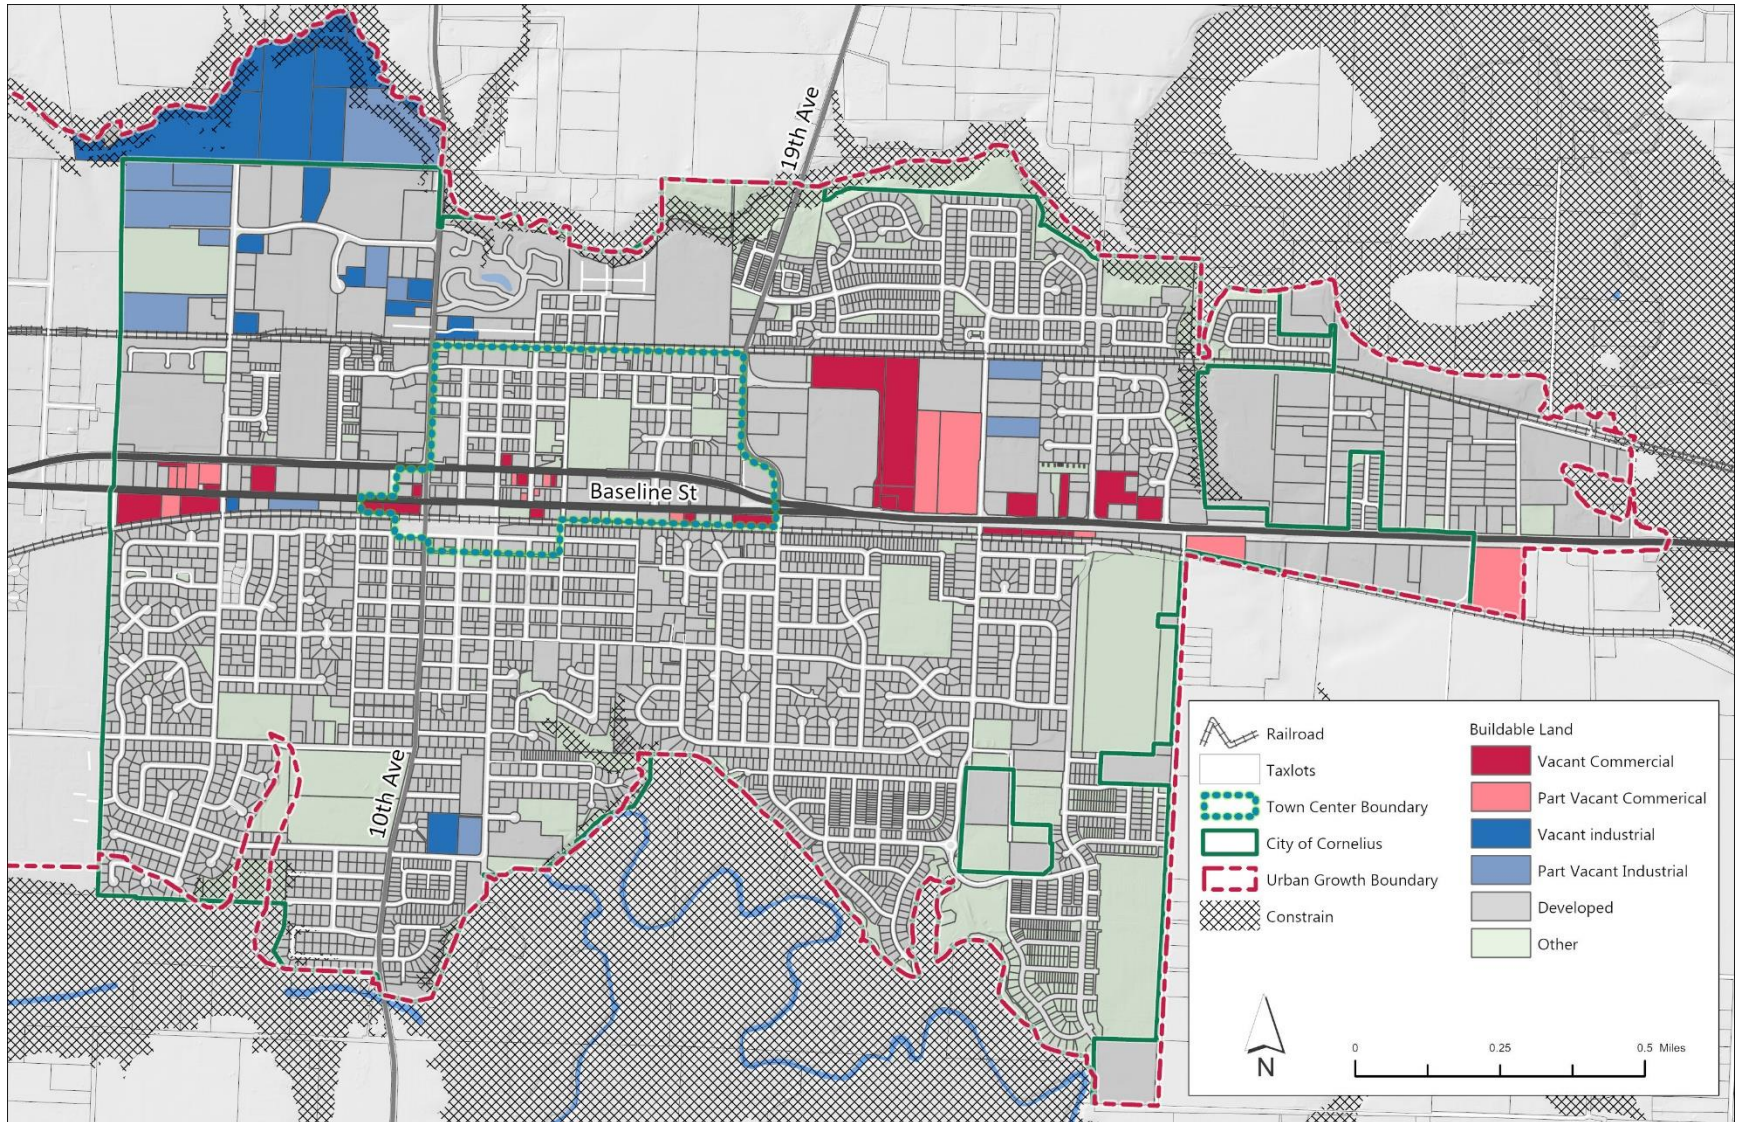 19th Ave
Baseline St
10th Ave
Railroad
Taxlots
Town Center Boundary
City of Cornelius
Urban Growth Boundary
Constrain
Buildable Land
Vacant Commercial
Part Vacant Commerical
Vacant industrial
Part Vacant Industrial
Developed
Other
N
0 0.25 0.5 Miles